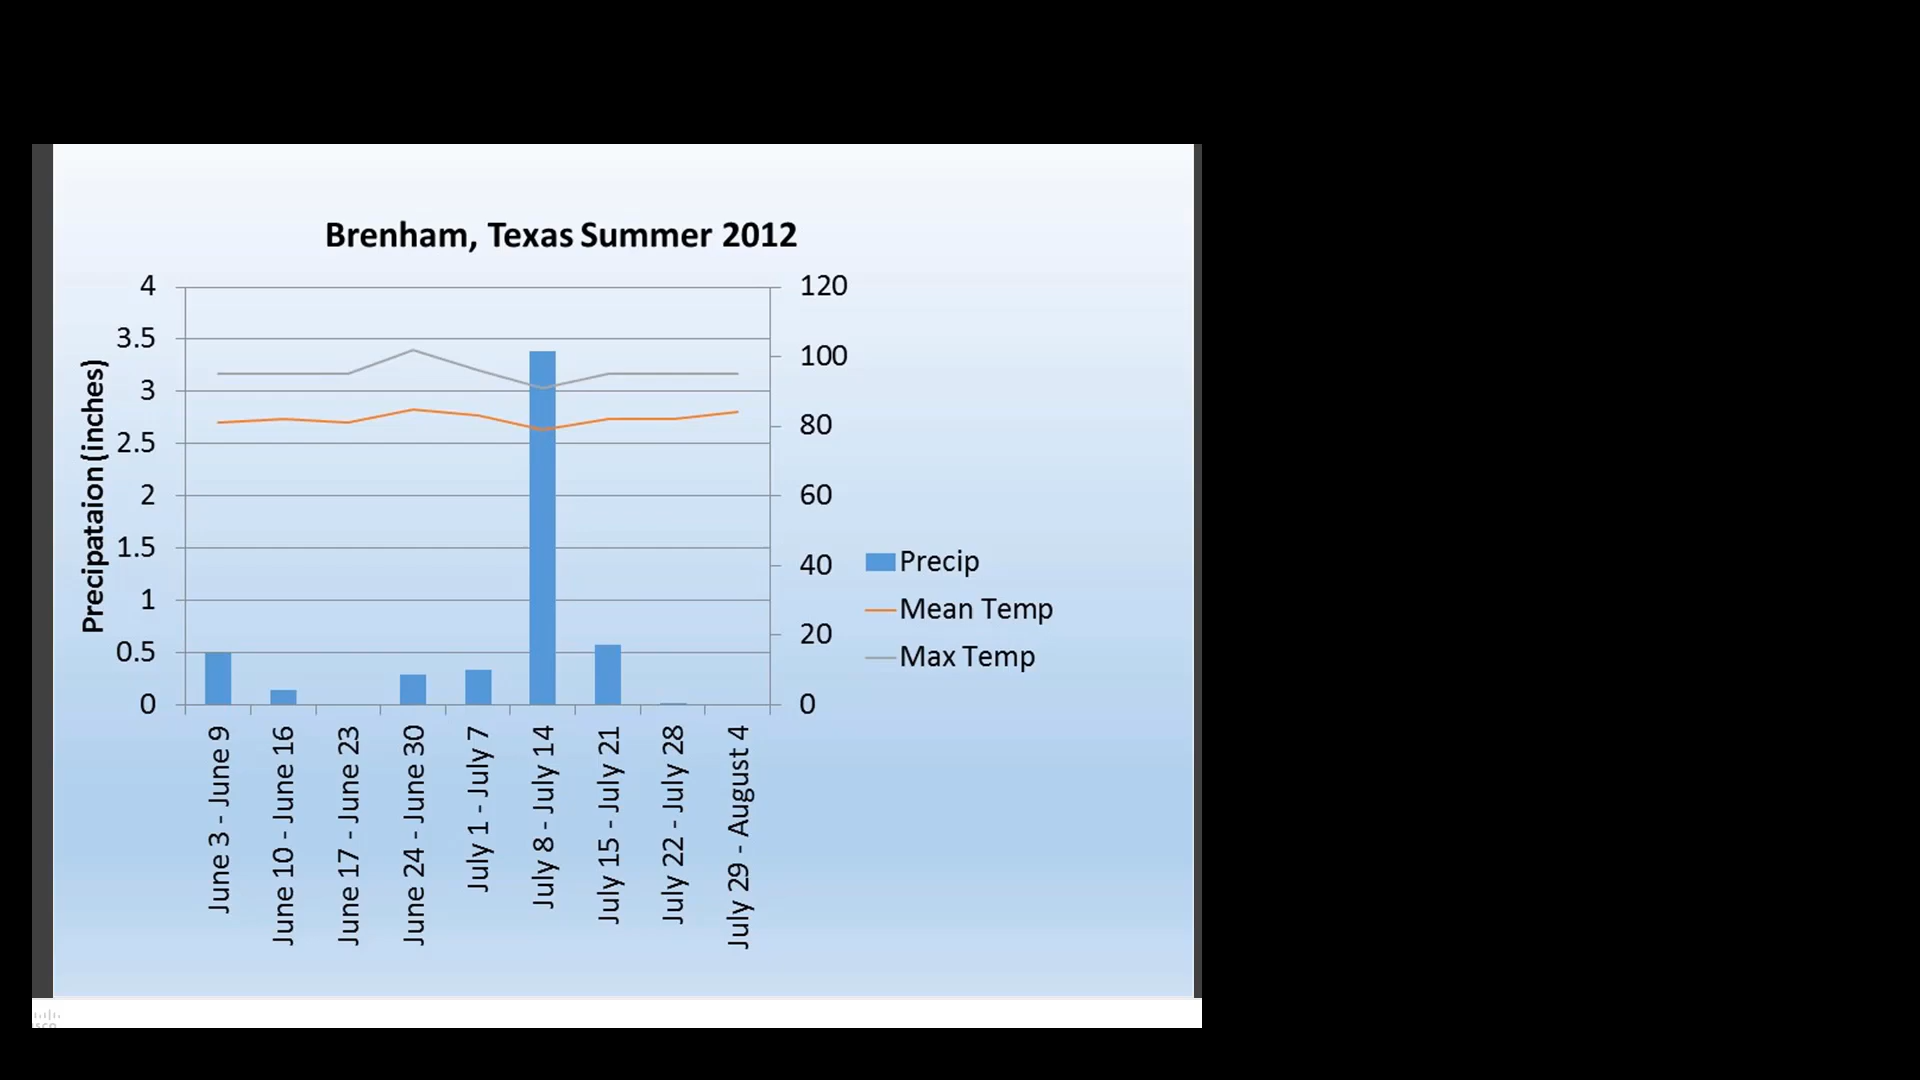 Brenham, Texas Summer 2012
4
3.5
3
2.5
2
1.5
1
0.5
0
Precipataion (inches)
120
100
80
60
40
20
0
Precip
Mean Temp
Max Temp
June 3 - June 9
June 10 - June 16
June 17 - June 23
June 24 - June 30
July 1 - July 7
July 8 - July 14
July 15 - July 21
July 22 - July 28
July 29 - August 4